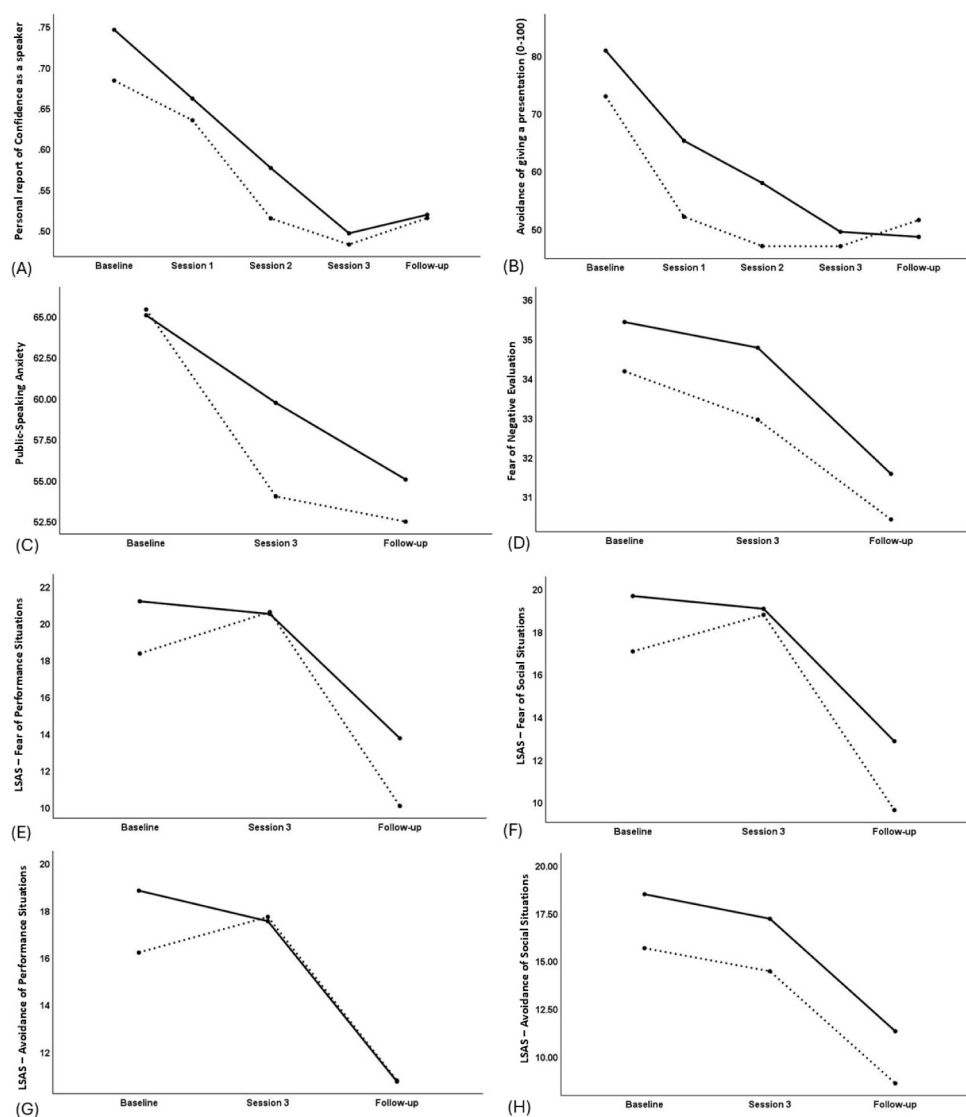 Personal report of Confidence as a speaker
.75
.70
.65
.60
.55
.50
Baseline Session 1 Session 2 Session 3 Follow-up
(A)
Avoidance of giving a presentation (0-100)
80
70
60
50
Baseline Session 1 Session 2 Session 3 Follow-up
(B)
Public-Speaking Anxiety
65.00
62.50
60.00
57.50
55.00
52.50
Baseline Session 3 Follow-up
(C)
Fear of Negative Evaluation
36
35
34
33
32
31
Baseline Session 3 Follow-up
(D)
LSAS – Fear of Performance Situations
22
20
18
16
14
12
10
Baseline Session 3 Follow-up
(E)
LSAS – Fear of Social Situations
20
18
16
14
12
10
Baseline Session 3 Follow-up
(F)
LSAS – Avoidance of Performance Situations
20
18
16
14
12
Baseline Session 3 Follow-up
(G)
LSAS – Avoidance of Social Situations
20.00
17.50
15.00
12.50
10.00
Baseline Session 3 Follow-up
(H)